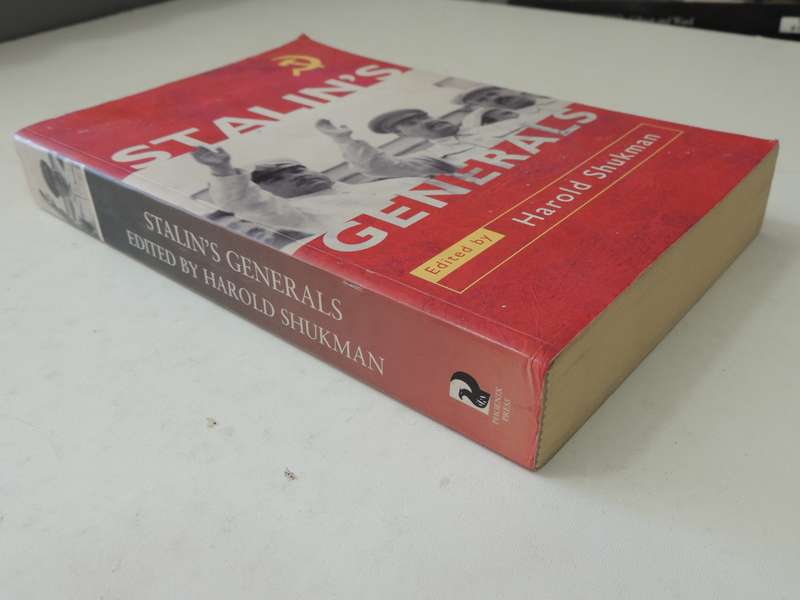 STALIN'S
GENERALS
Edited by
Harold Shukman
STALIN'S GENERALS
EDITED BY HAROLD SHUKMAN
PHOENIX
PRESS